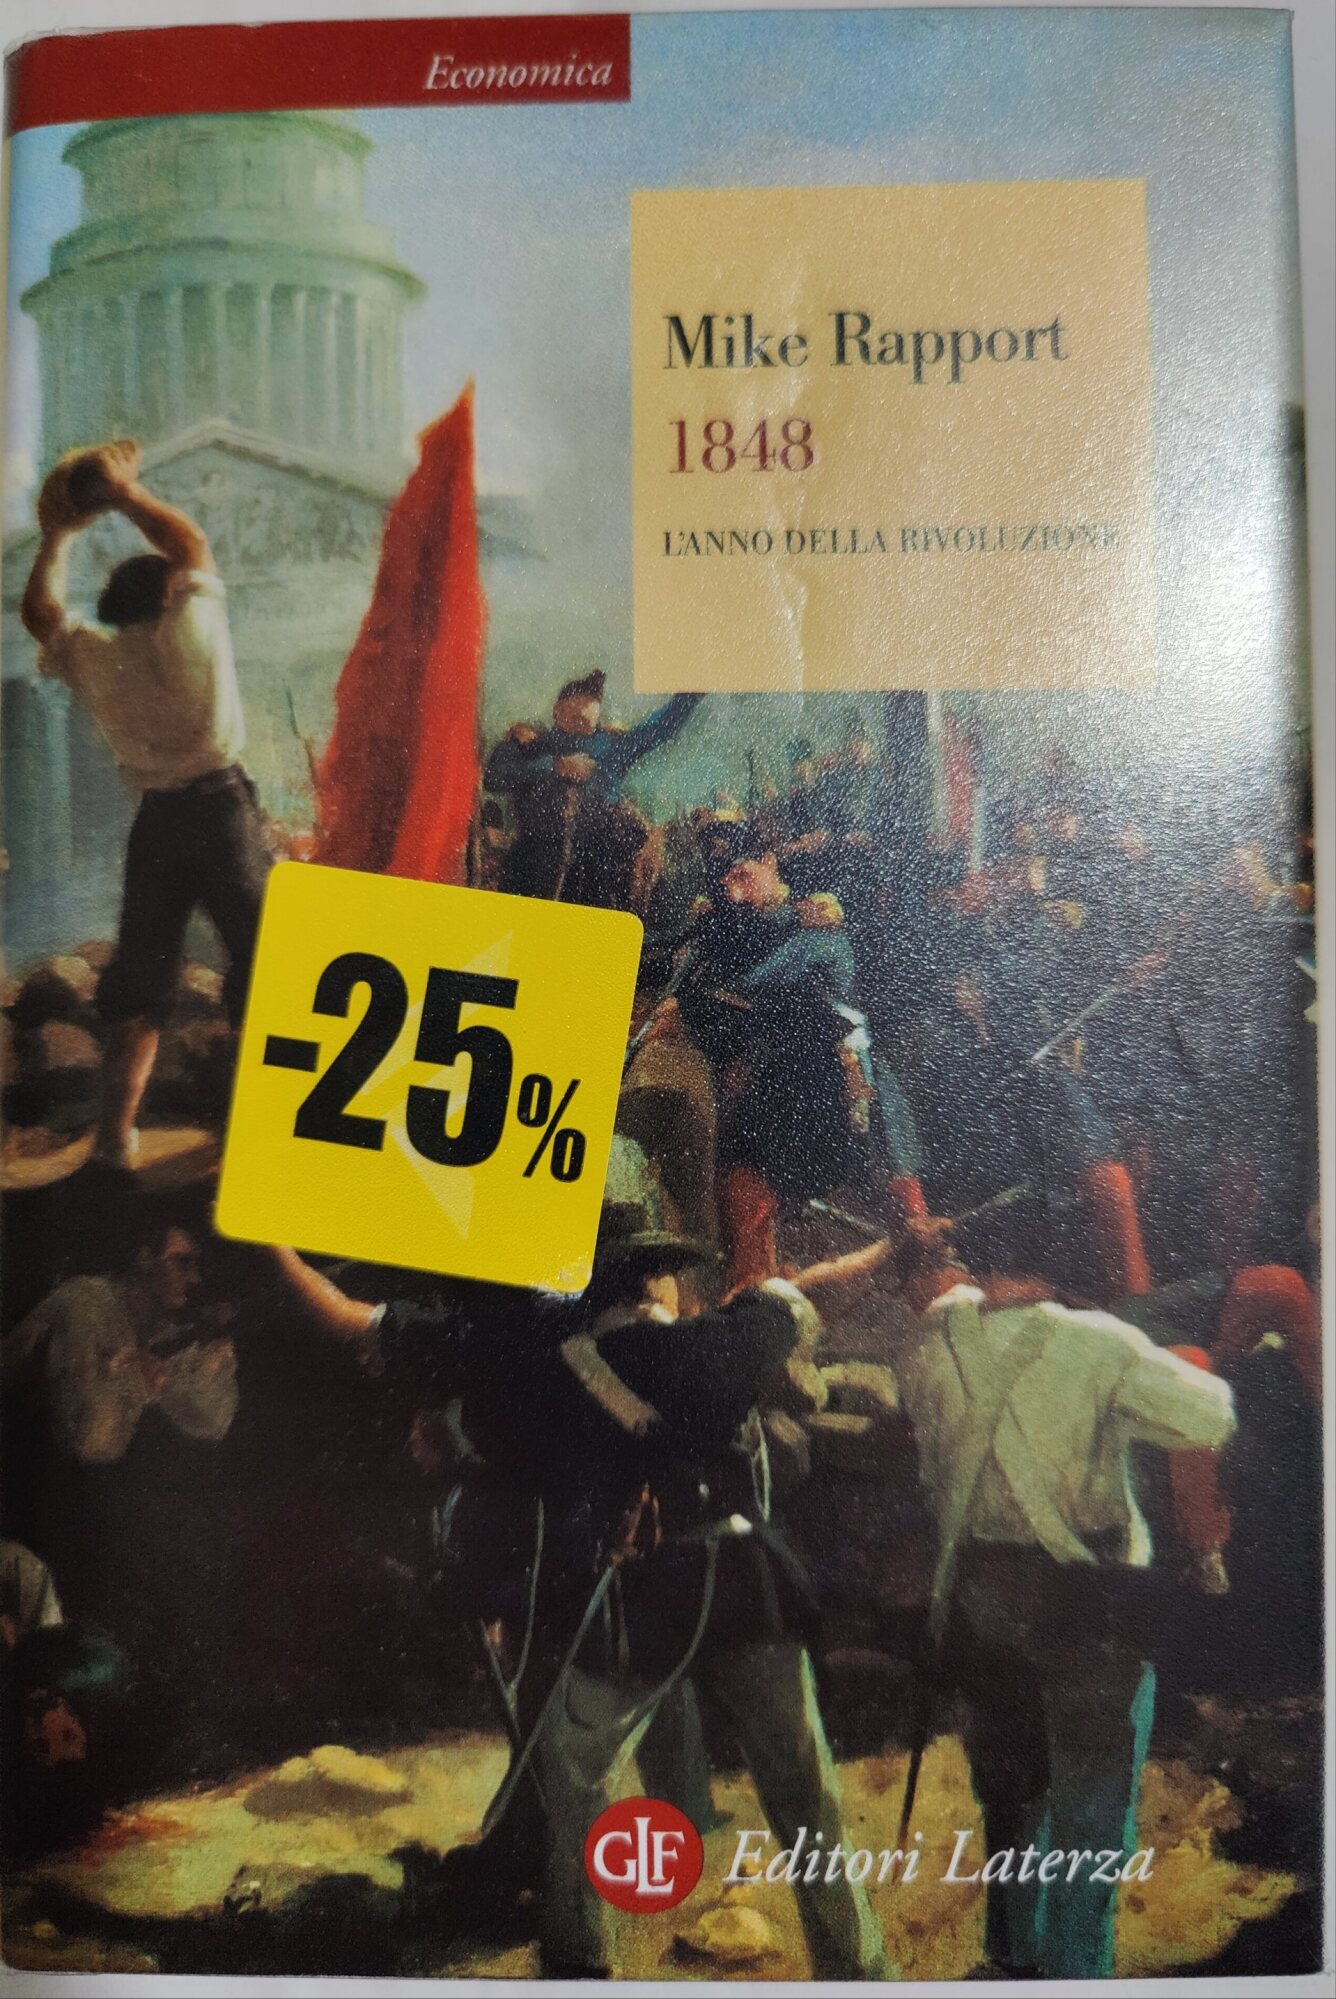 Economica
Mike Rapport
1848
L'ANNO DELLA RIVOLUZIONE
-25%
GLF Editori Laterza